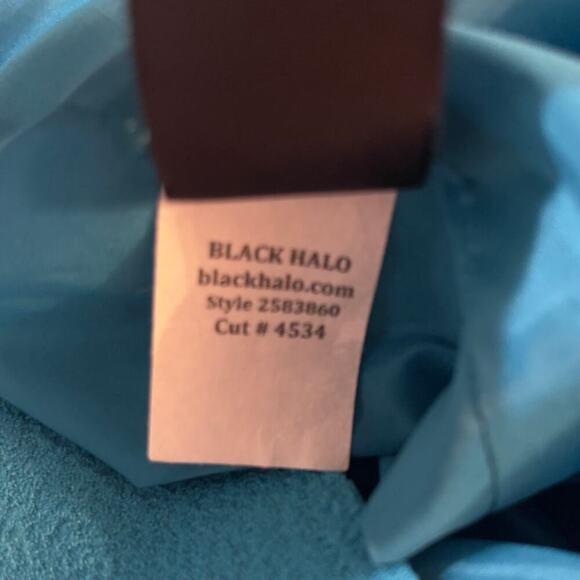 BLACK HALO
blackhalo.com
Style 2583860
Cut # 4534